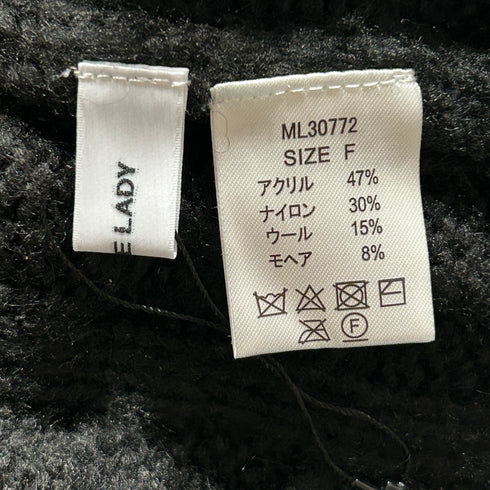 E LADY
ML30772
SIZE F
アクリル 47%
ナイロン 30%
ウール 15%
モヘア 8%
F